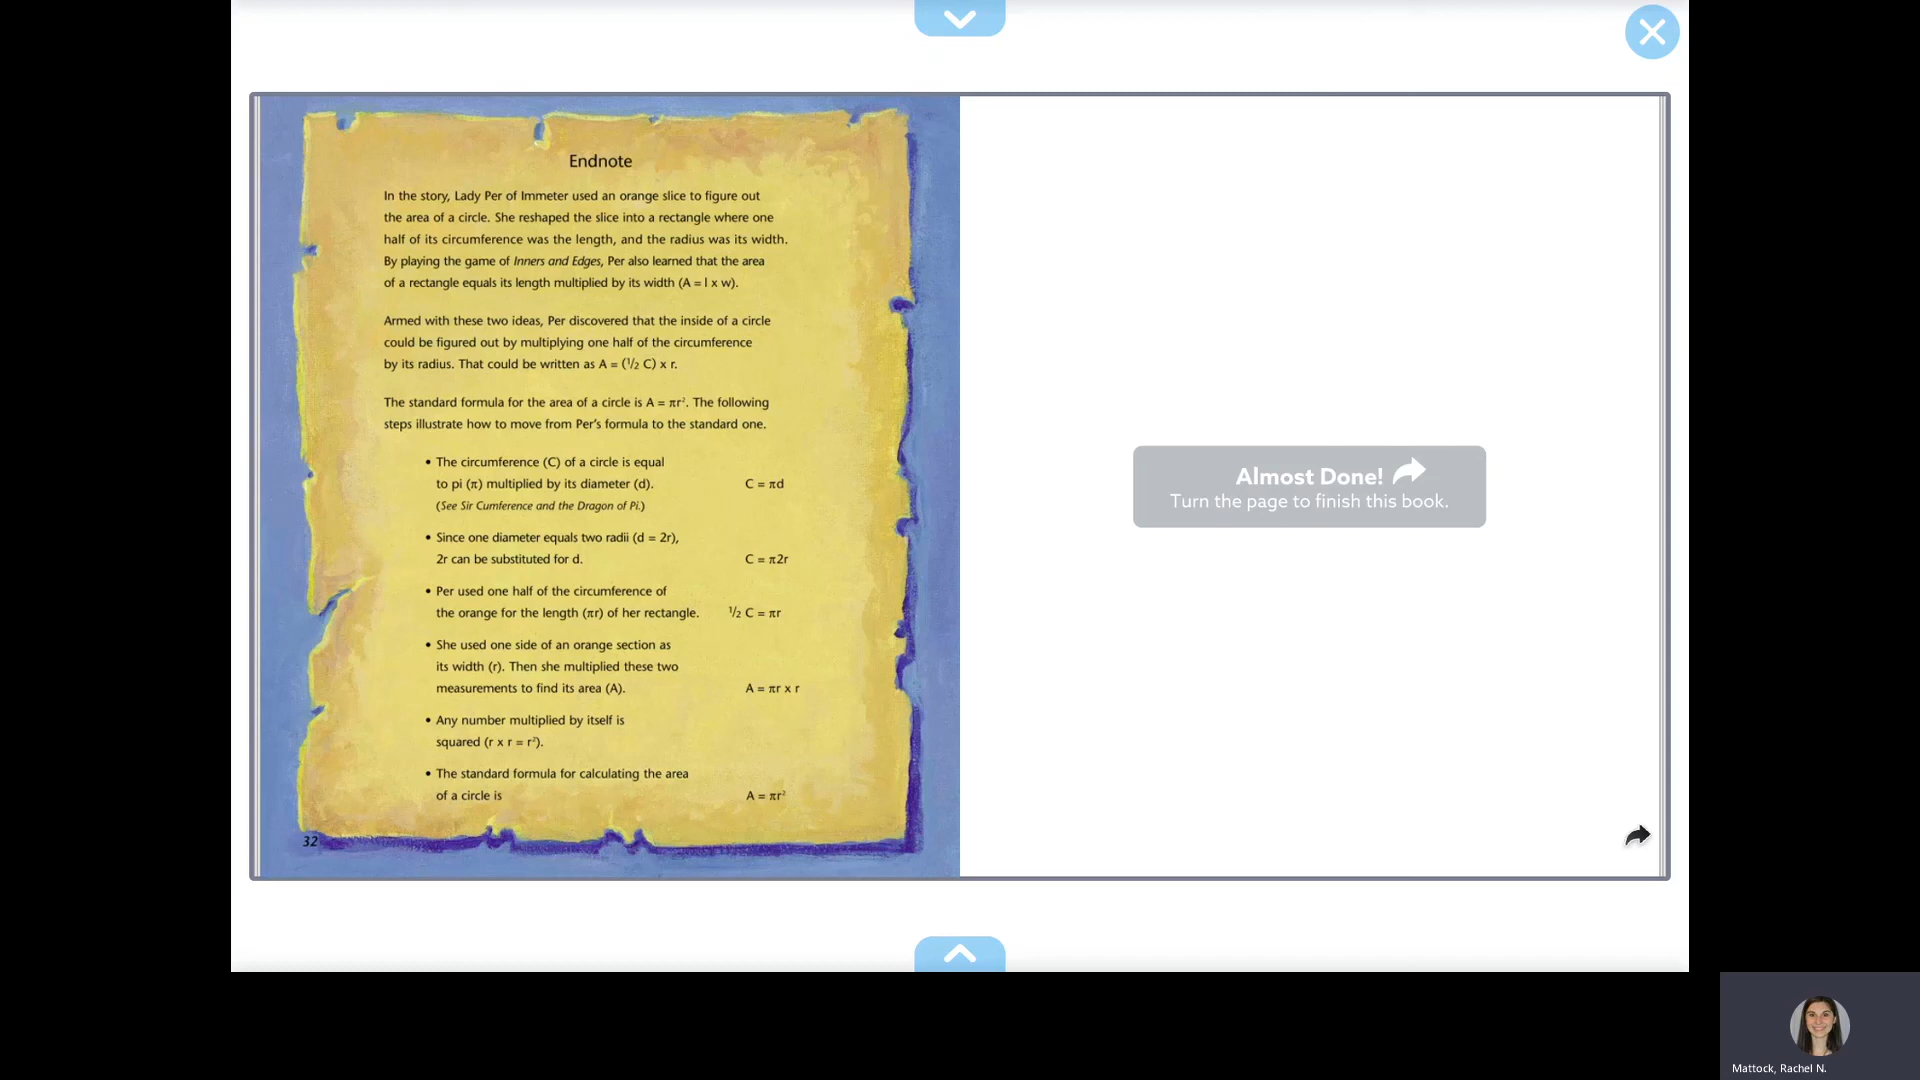 Endnote
In the story, Lady Per of Immeter used an orange slice to figure out
the area of a circle. She reshaped the slice into a rectangle where one
half of its circumference was the length, and the radius was its width.
By playing the game of Inners and Edges, Per also learned that the area
of a rectangle equals its length multiplied by its width (A = l x w).
Armed with these two ideas, Per discovered that the inside of a circle
could be figured out by multiplying one half of the circumference
by its radius. That could be written as A = (1/2 C) x r.
The standard formula for the area of a circle is A = πr². The following
steps illustrate how to move from Per's formula to the standard one.
• The circumference (C) of a circle is equal
to pi (π) multiplied by its diameter (d). C = πd
(See Sir Cumference and the Dragon of Pi.)
• Since one diameter equals two radii (d = 2r),
2r can be substituted for d. C = π2r
• Per used one half of the circumference of
the orange for the length (πr) of her rectangle. 1/2 C = πr
• She used one side of an orange section as
its width (r). Then she multiplied these two
measurements to find its area (A). A = πr x r
• Any number multiplied by itself is
squared (r x r = r²).
• The standard formula for calculating the area
of a circle is A = πr²
32
Almost Done!
Turn the page to finish this book.
Mattock, Rachel N.